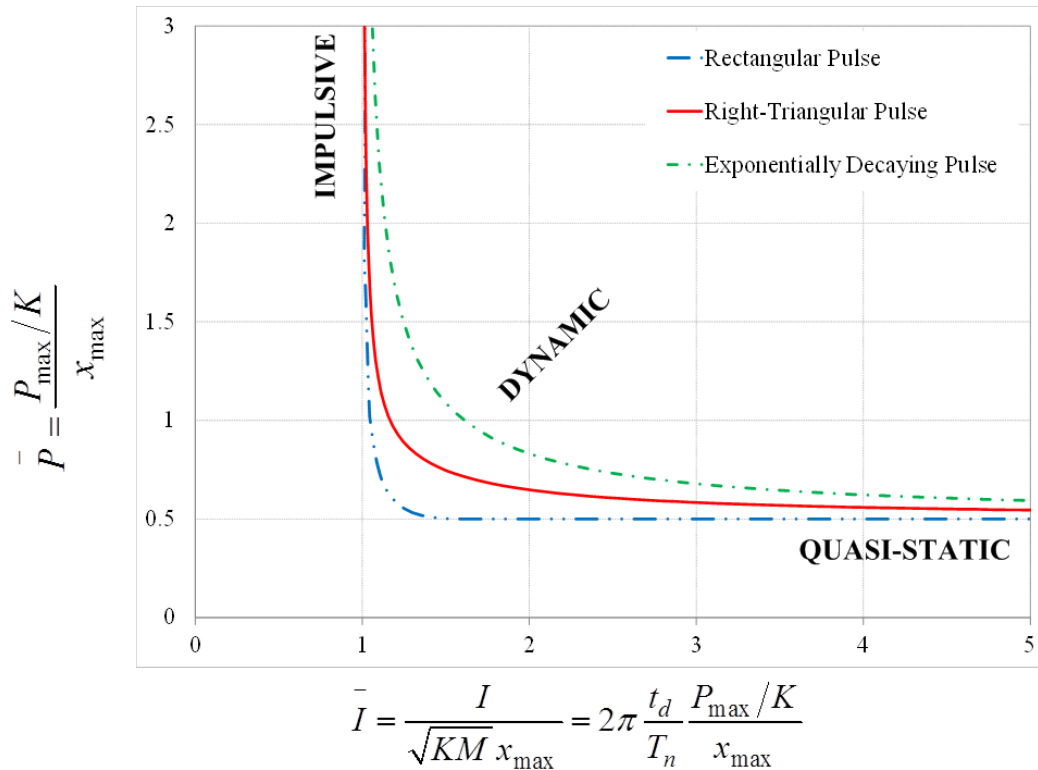 3
2.5
2
1.5
1
0.5
0
0
1
2
3
4
5
IMPULSIVE
DYNAMIC
QUASI-STATIC
Rectangular Pulse
Right-Triangular Pulse
Exponentially Decaying Pulse
P̄ = (P_max / K) / x_max
Ī = I / (√(KM) x_max) = 2π (t_d / T_n) (P_max / K) / x_max